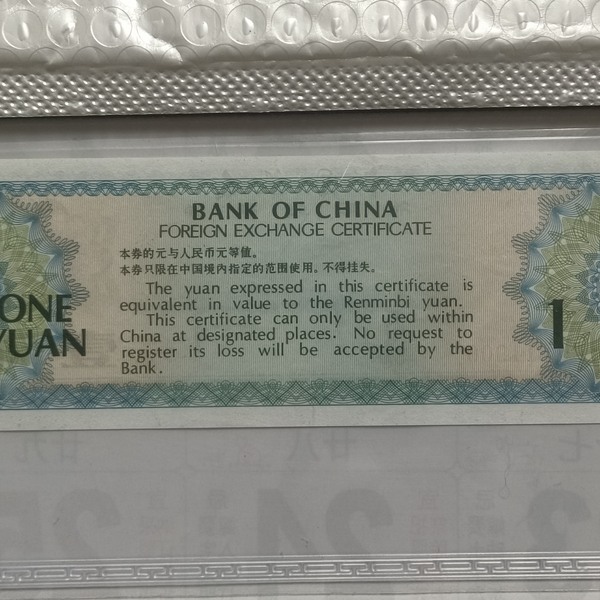 BANK OF CHINA
FOREIGN EXCHANGE CERTIFICATE
本券的元与人民币元等值。
本券只限在中国境内指定的范围使用。不得挂失。
The yuan expressed in this certificate is
equivalent in value to the Renminbi yuan.
This certificate can only be used within
China at designated places. No request to
register its loss will be accepted by the
Bank.
ONE
YUAN
1